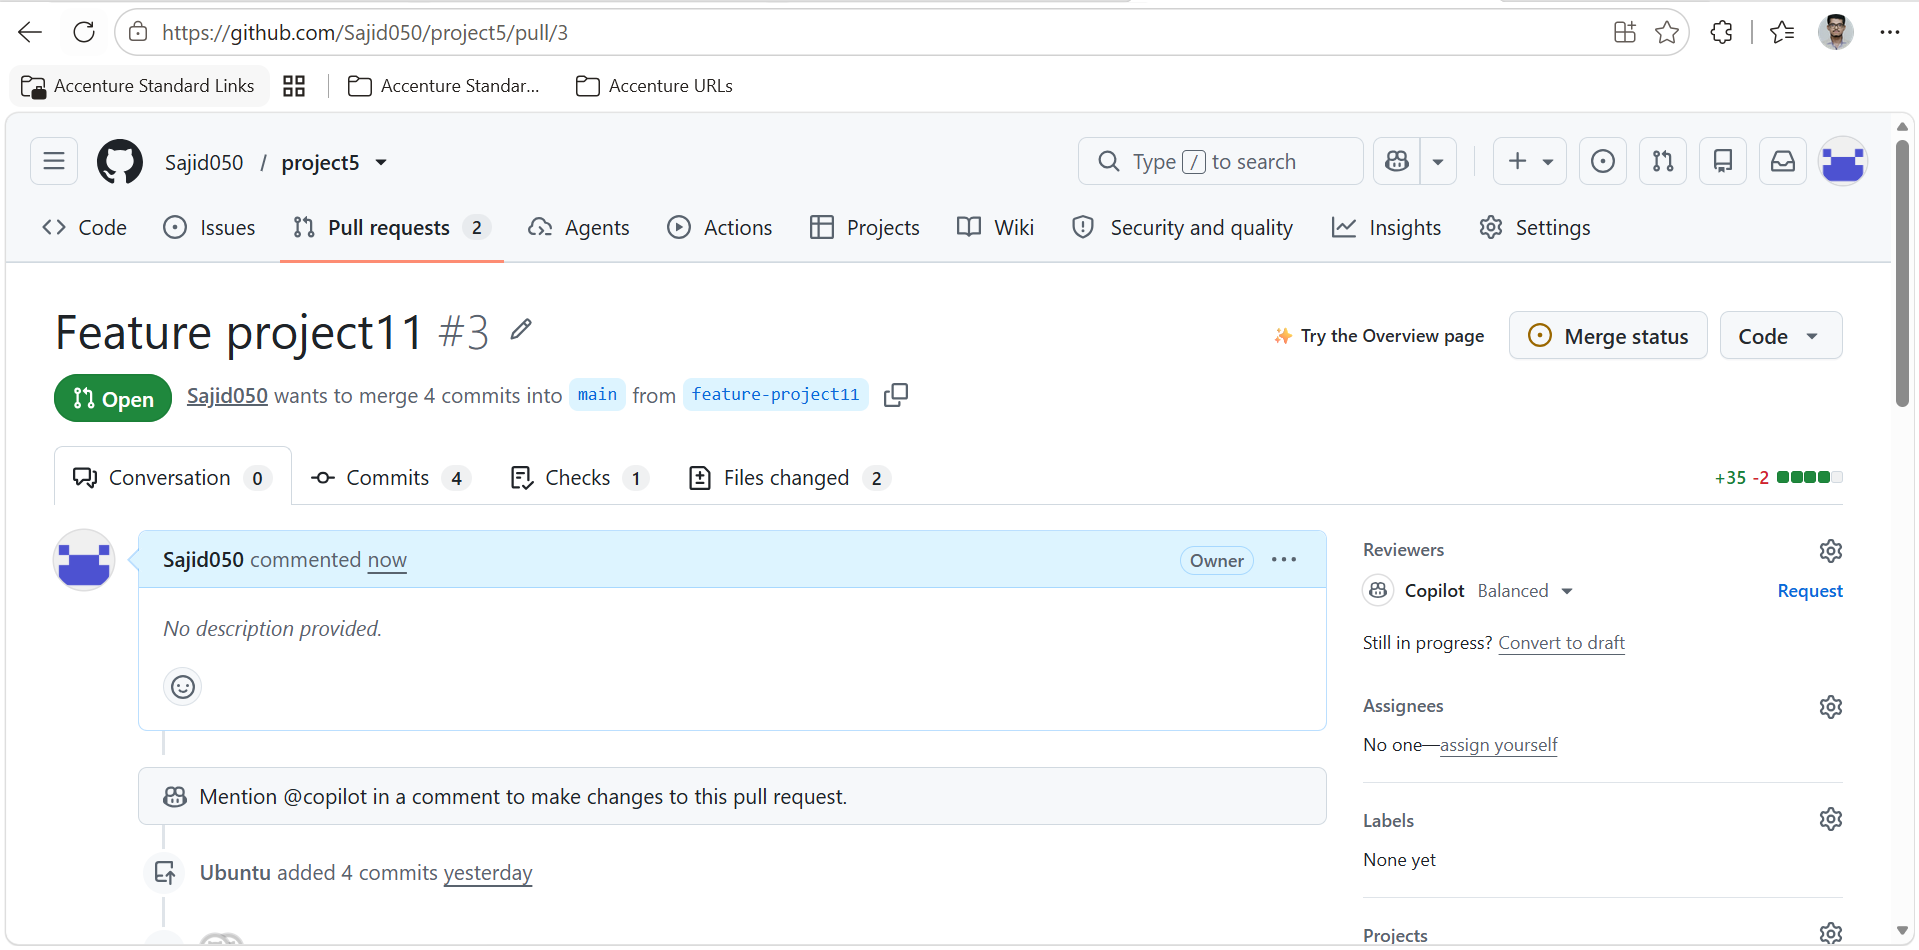 https://github.com/Sajid050/project5/pull/3
Accenture Standard Links
Accenture Standar...
Accenture URLs
Sajid050 / project5
Type / to search
Code
Issues
Pull requests 2
Agents
Actions
Projects
Wiki
Security and quality
Insights
Settings
Feature project11 #3
Try the Overview page
Merge status
Code
Open
Sajid050 wants to merge 4 commits into main from feature-project11
Conversation 0
Commits 4
Checks 1
Files changed 2
+35 -2
Sajid050 commented now
Owner
No description provided.
Mention @copilot in a comment to make changes to this pull request.
Ubuntu added 4 commits yesterday
Reviewers
Copilot Balanced
Request
Still in progress? Convert to draft
Assignees
No one—assign yourself
Labels
None yet
Projects